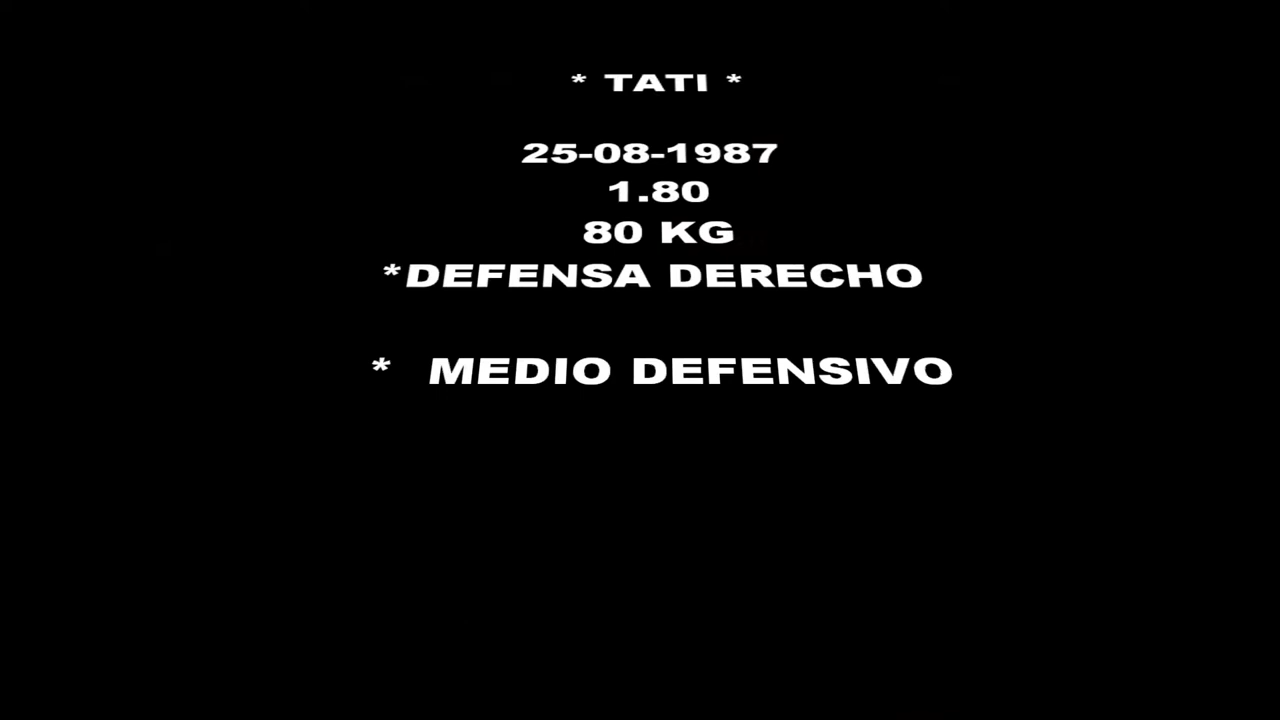 * TATI *
25-08-1987
1.80
80 KG
*DEFENSA DERECHO
* MEDIO DEFENSIVO